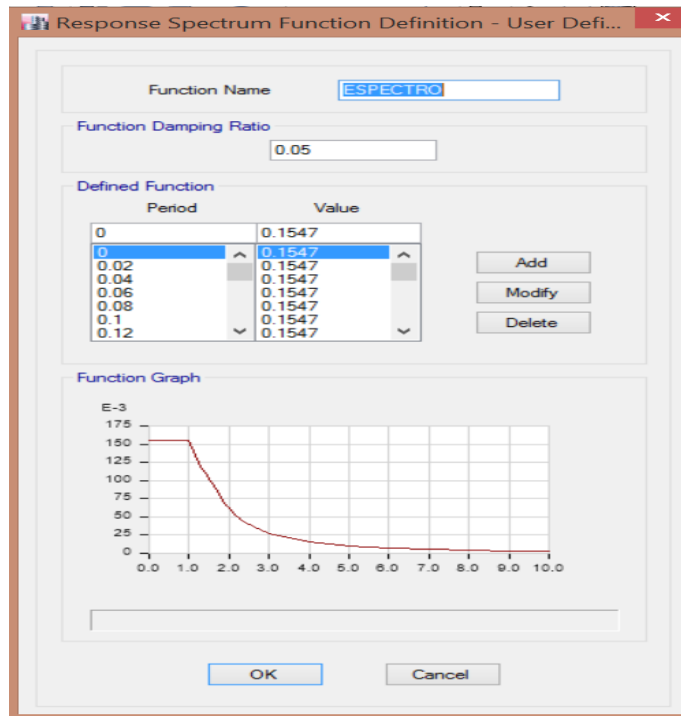 Response Spectrum Function Definition - User Defi...
Function Name ESPECTRO
Function Damping Ratio
0.05
Defined Function
Period Value
0 0.1547
0 0.1547
0.02 0.1547
0.04 0.1547
0.06 0.1547
0.08 0.1547
0.1 0.1547
0.12 0.1547
Add
Modify
Delete
Function Graph
E-3
175
150
125
100
75
50
25
0
0.0 1.0 2.0 3.0 4.0 5.0 6.0 7.0 8.0 9.0 10.0
OK Cancel